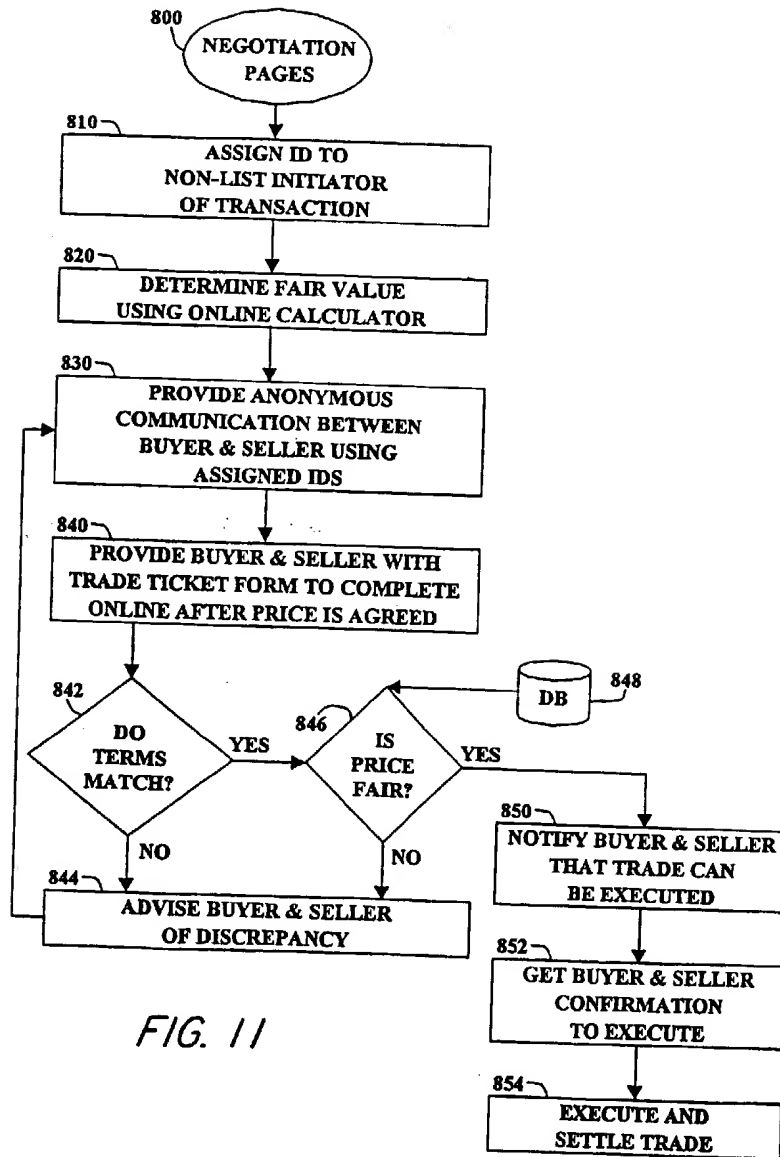 800
NEGOTIATION
PAGES
810
ASSIGN ID TO
NON-LIST INITIATOR
OF TRANSACTION
820
DETERMINE FAIR VALUE
USING ONLINE CALCULATOR
830
PROVIDE ANONYMOUS
COMMUNICATION BETWEEN
BUYER & SELLER USING
ASSIGNED IDS
840
PROVIDE BUYER & SELLER WITH
TRADE TICKET FORM TO COMPLETE
ONLINE AFTER PRICE IS AGREED
842
DO
TERMS
MATCH?
YES
NO
846
IS
PRICE
FAIR?
YES
NO
DB
848
844
ADVISE BUYER & SELLER
OF DISCREPANCY
850
NOTIFY BUYER & SELLER
THAT TRADE CAN
BE EXECUTED
852
GET BUYER & SELLER
CONFIRMATION
TO EXECUTE
854
EXECUTE AND
SETTLE TRADE
FIG. 11